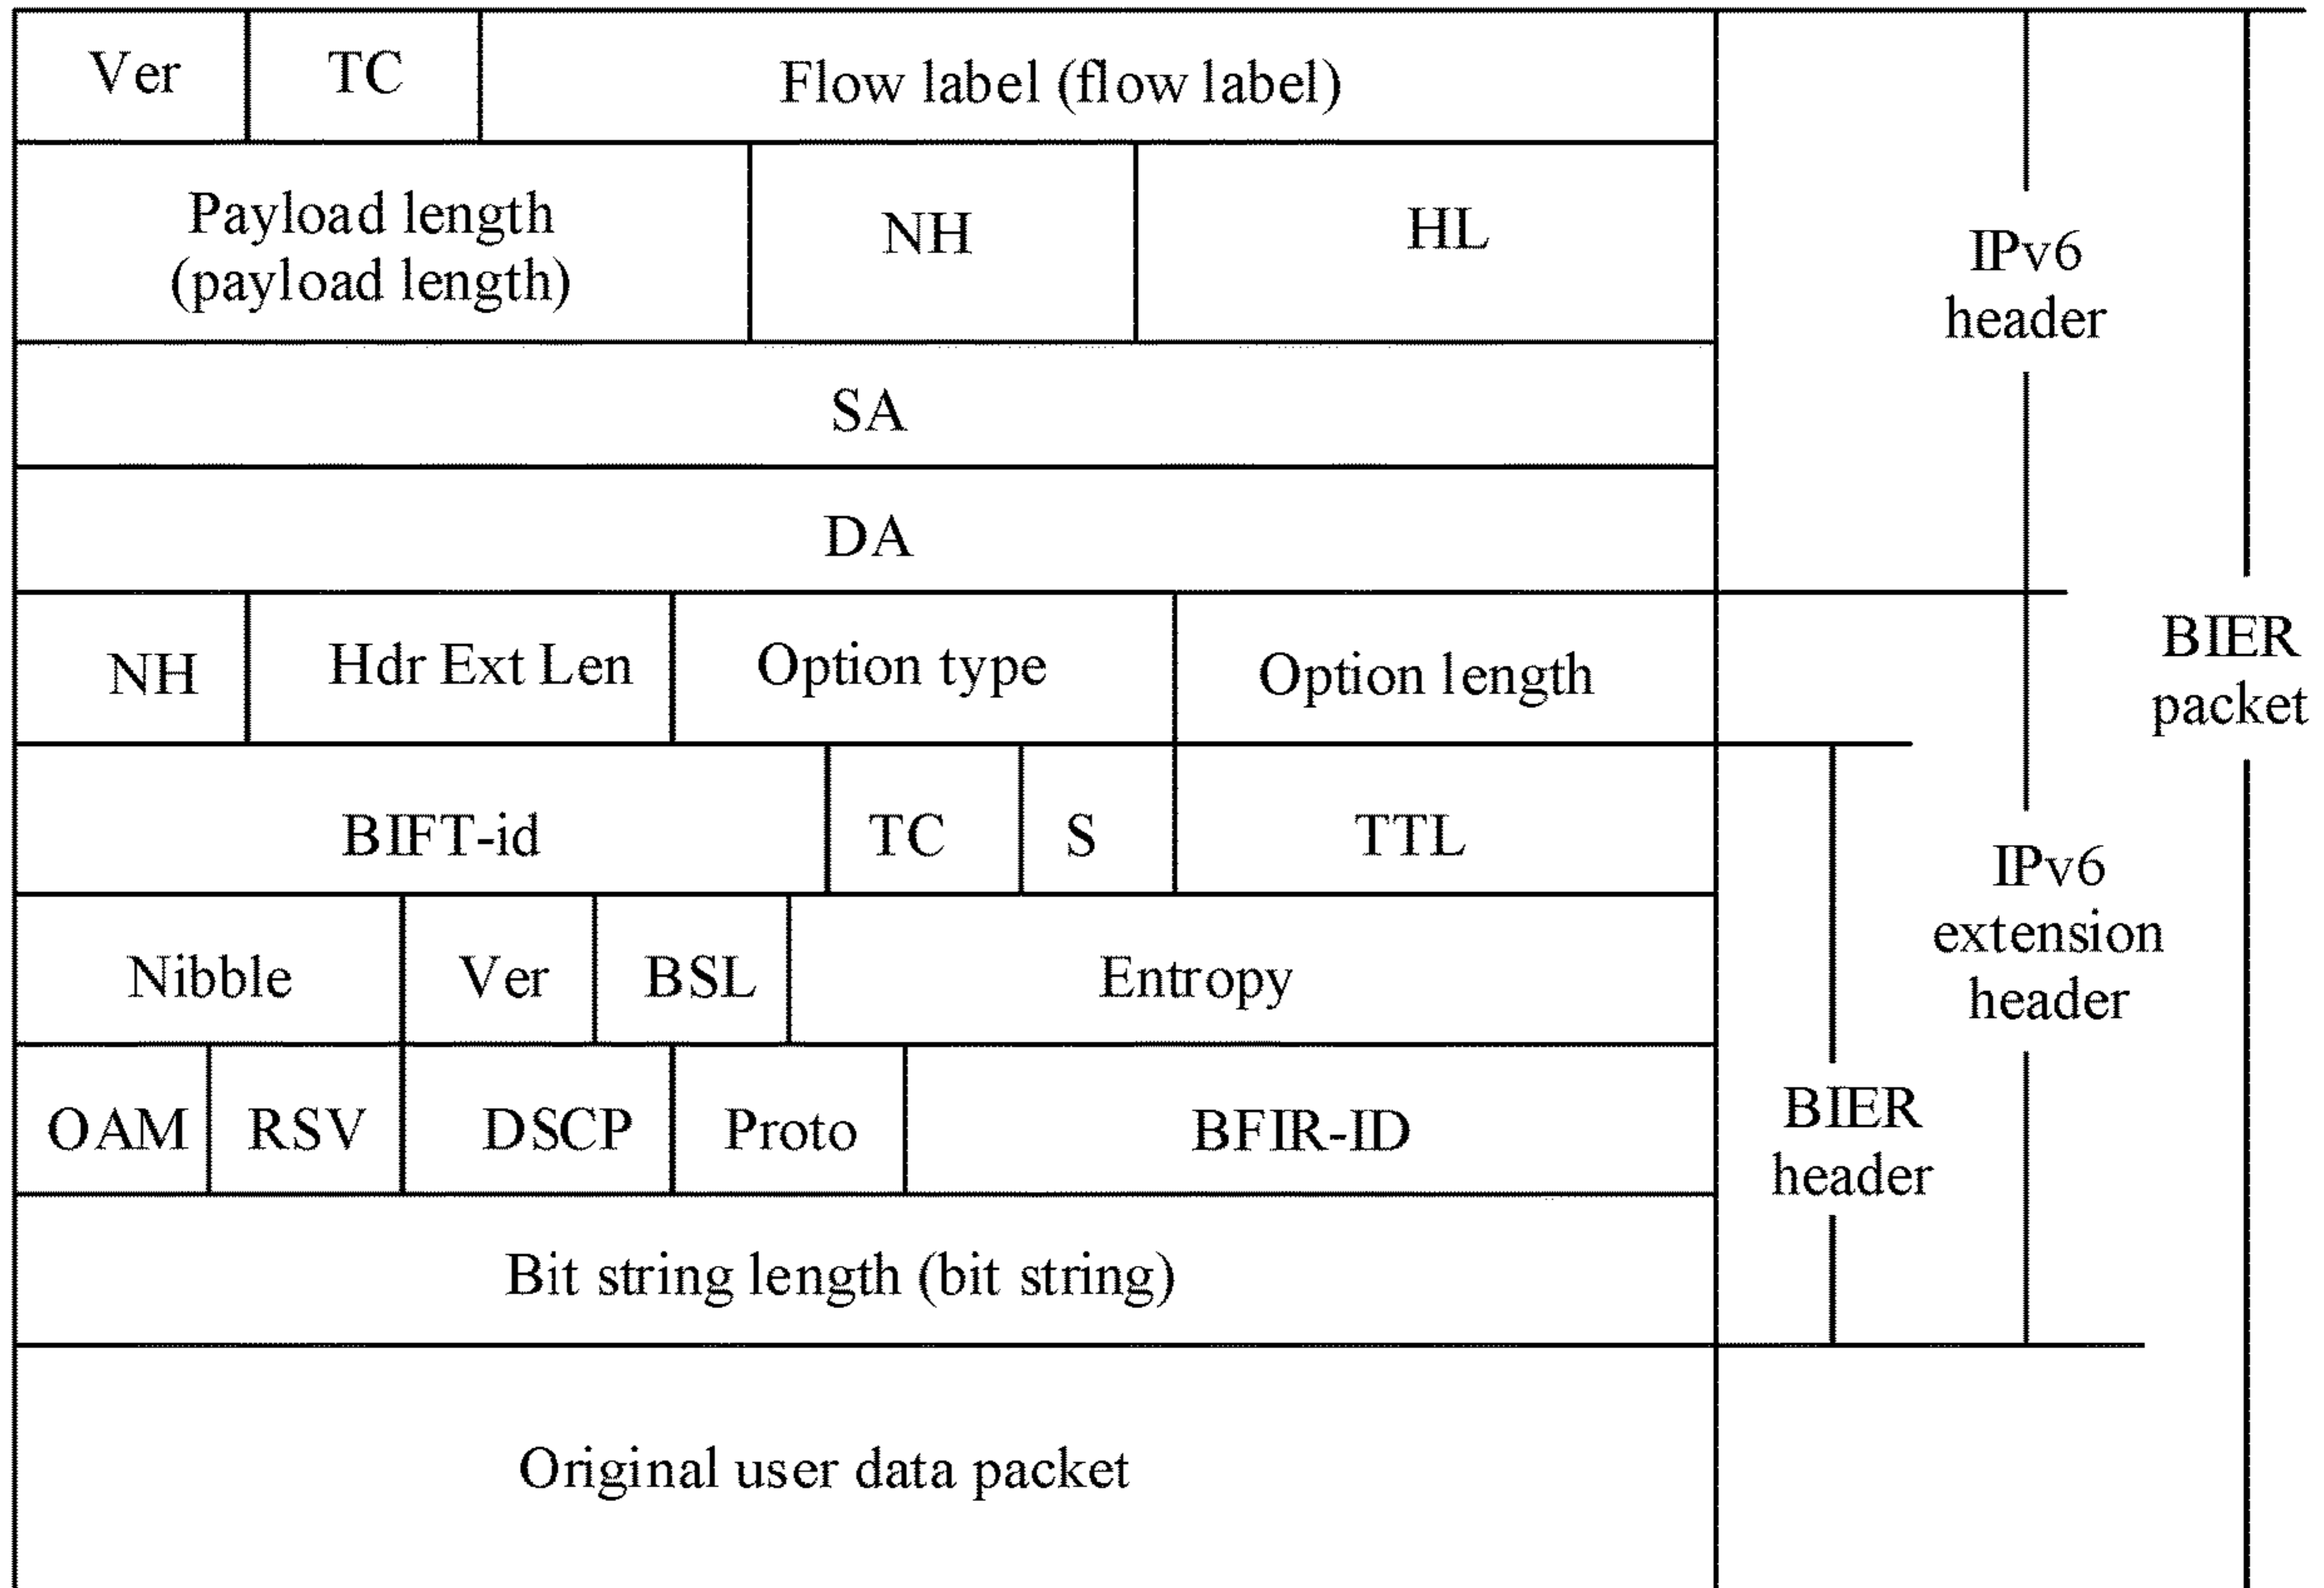 Ver
TC
Flow label (flow label)
Payload length
(payload length)
NH
HL
IPv6
header
SA
DA
NH
Hdr Ext Len
Option type
Option length
BIER
packet
BIFT-id
TC
S
TTL
IPv6
extension
header
Nibble
Ver
BSL
Entropy
OAM
RSV
DSCP
Proto
BFIR-ID
BIER
header
Bit string length (bit string)
Original user data packet